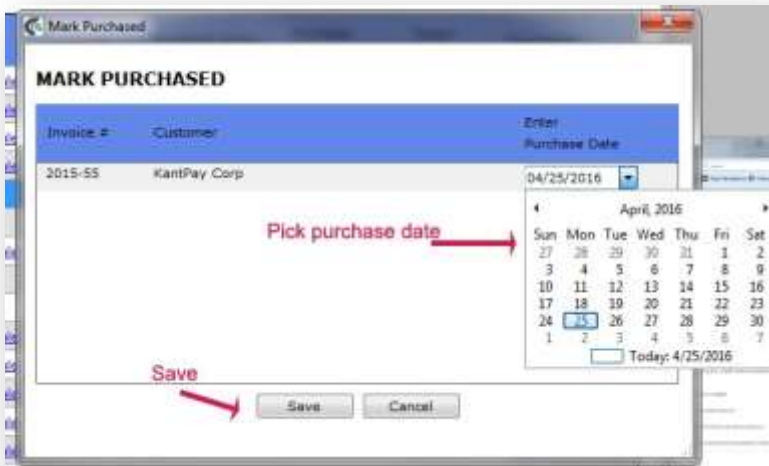 Mark Purchased
MARK PURCHASED
Invoice # Customer Enter
Purchase Date
2015-55 KantPay Corp 04/25/2016
Pick purchase date
April, 2016
Sun Mon Tue Wed Thu Fri Sat
27 28 29 30 31 1 2
3 4 5 6 7 8 9
10 11 12 13 14 15 16
17 18 19 20 21 22 23
24 25 26 27 28 29 30
1 2 3 4 5 6 7
Today: 4/25/2016
Save
Save Cancel